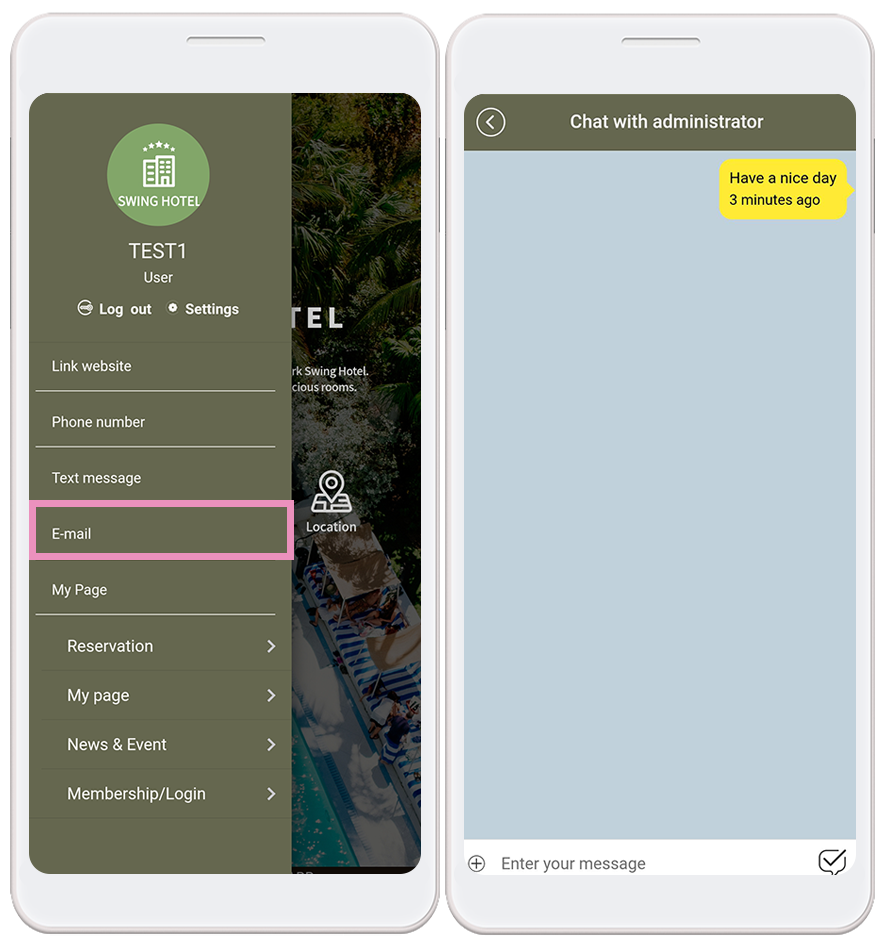 SWING HOTEL
TEST1
User
Log out
Settings
TEL
rk Swing Hotel.
cious rooms.
Link website
Phone number
Text message
E-mail
My Page
Location
Reservation
My page
News & Event
Membership/Login
Chat with administrator
Have a nice day
3 minutes ago
Enter your message